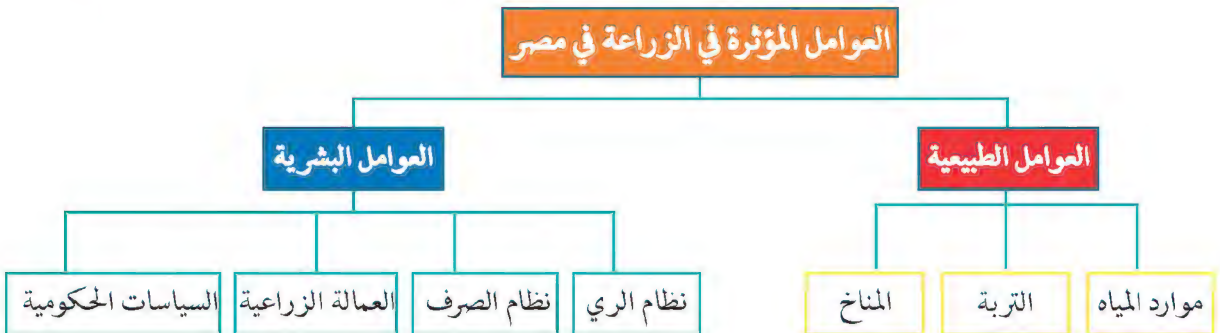 العوامل المؤثرة في الزراعة في مصر
العوامل الطبيعية
العوامل البشرية
موارد المياه
التربة
المناخ
نظام الري
نظام الصرف
العمالة الزراعية
السياسات الحكومية